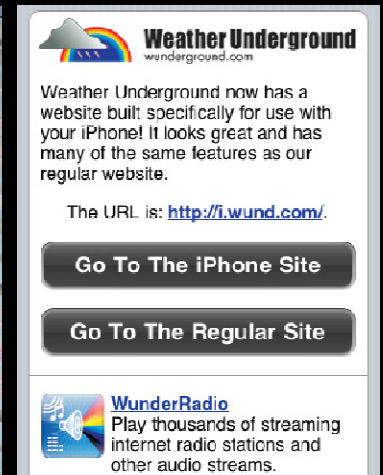 Weather Underground
wunderground.com
Weather Underground now has a
website built specifically for use with
your iPhone! It looks great and has
many of the same features as our
regular website.
The URL is: http://i.wund.com/.
Go To The iPhone Site
Go To The Regular Site
WunderRadio
Play thousands of streaming
internet radio stations and
other audio streams.